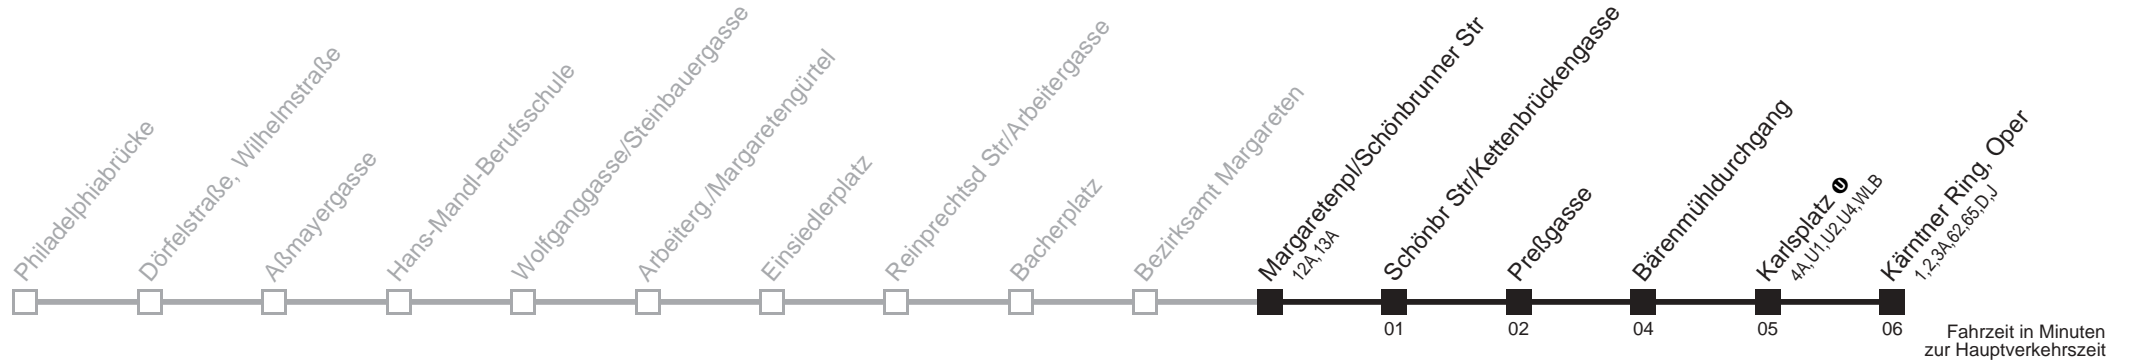 Philadelphiabrücke
Dörfelstraße, Wilhelmstraße
Aßmayergasse
Hans-Mandl-Berufsschule
Wolfganggasse/Steinbauergasse
Arbeiterg./Margaretengürtel
Einsiedlerplatz
Reinprechtsd Str/Arbeitergasse
Bacherplatz
Bezirksamt Margareten
Margaretenpl/Schönbrunner Str
12A,13A
Schönbr Str/Kettenbrückengasse
Preßgasse
Bärenmühldurchgang
Karlsplatz U
4A,U1,U2,U4,WLB
Kärntner Ring, Oper
1,2,3A,62,65,D,J
01
02
04
05
06
Fahrzeit in Minuten
zur Hauptverkehrszeit